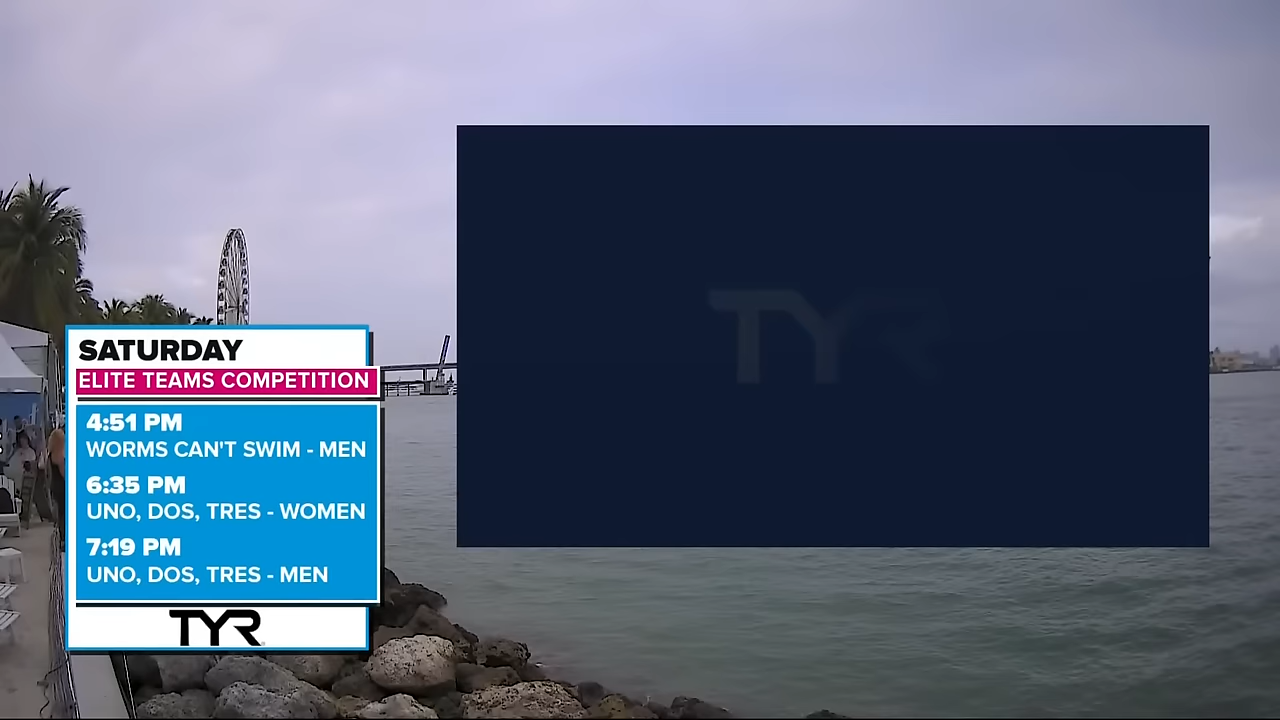 SATURDAY
ELITE TEAMS COMPETITION
4:51 PM
WORMS CAN'T SWIM - MEN
6:35 PM
UNO, DOS, TRES - WOMEN
7:19 PM
UNO, DOS, TRES - MEN
TYR
TYR